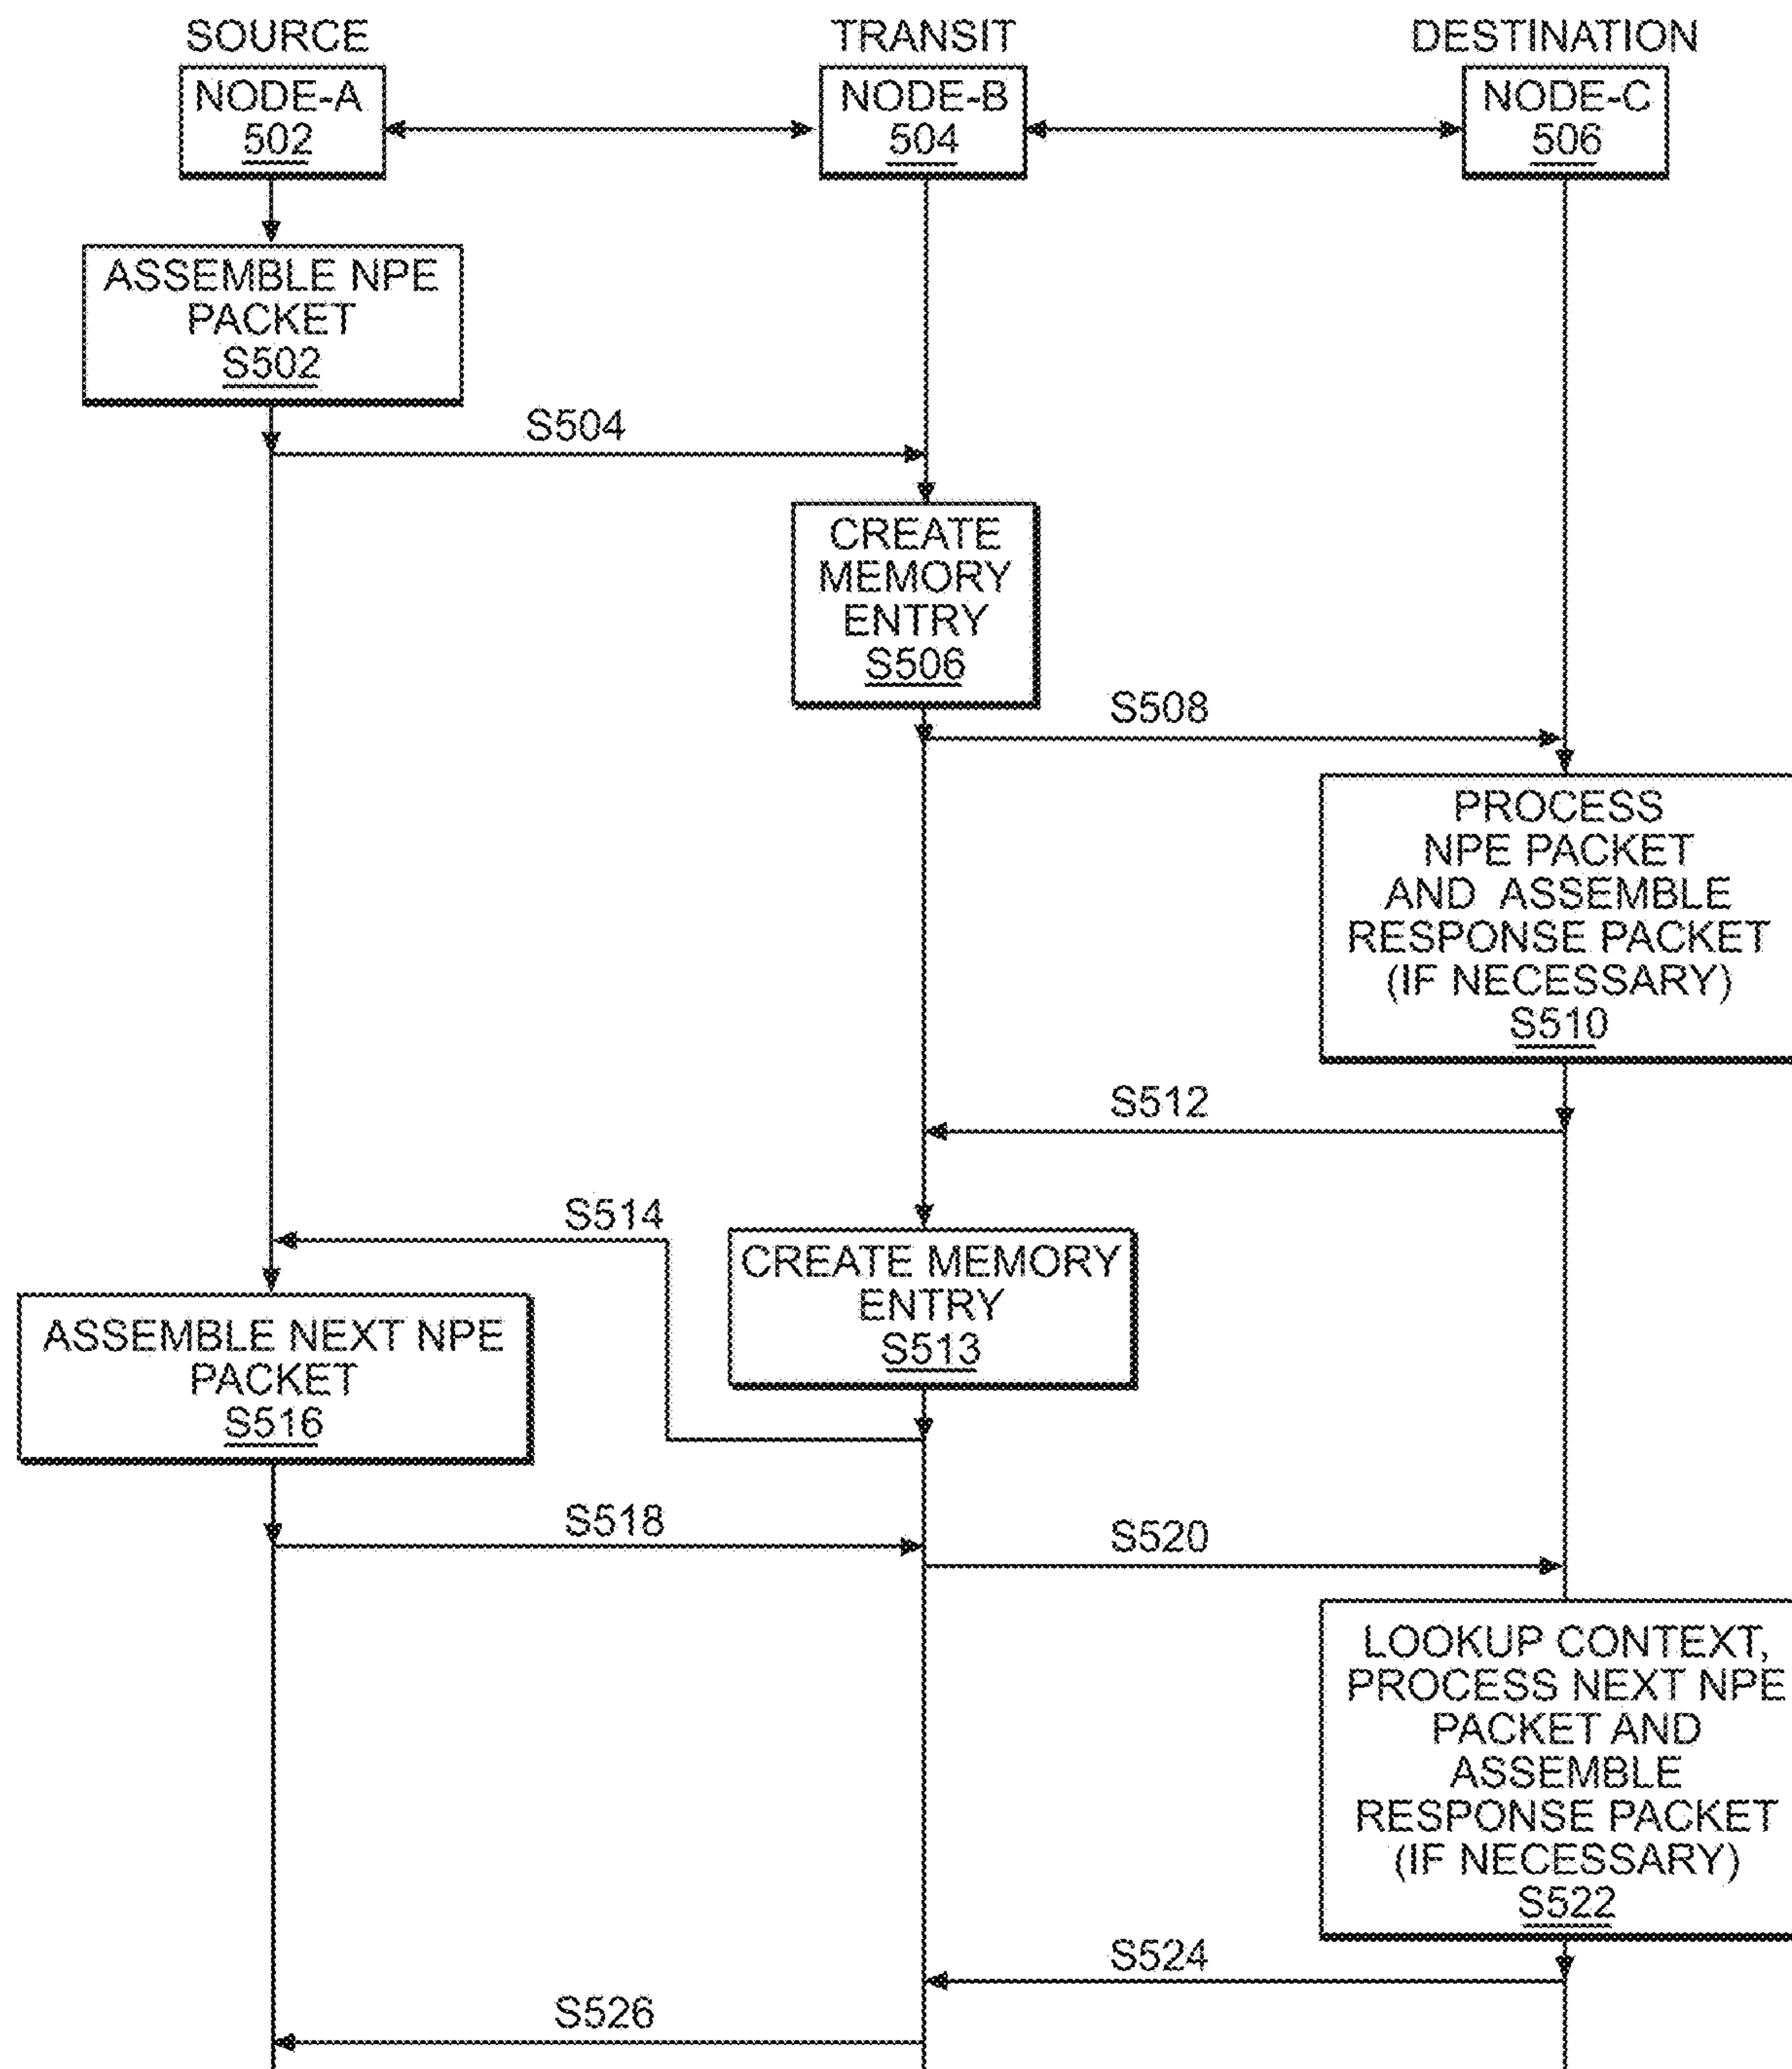 SOURCE
TRANSIT
DESTINATION
NODE-A
502
NODE-B
504
NODE-C
506
ASSEMBLE NPE
PACKET
S502
S504
CREATE
MEMORY
ENTRY
S506
S508
PROCESS
NPE PACKET
AND ASSEMBLE
RESPONSE PACKET
(IF NECESSARY)
S510
S512
S514
CREATE MEMORY
ENTRY
S513
ASSEMBLE NEXT NPE
PACKET
S516
S518
S520
LOOKUP CONTEXT,
PROCESS NEXT NPE
PACKET AND
ASSEMBLE
RESPONSE PACKET
(IF NECESSARY)
S522
S524
S526